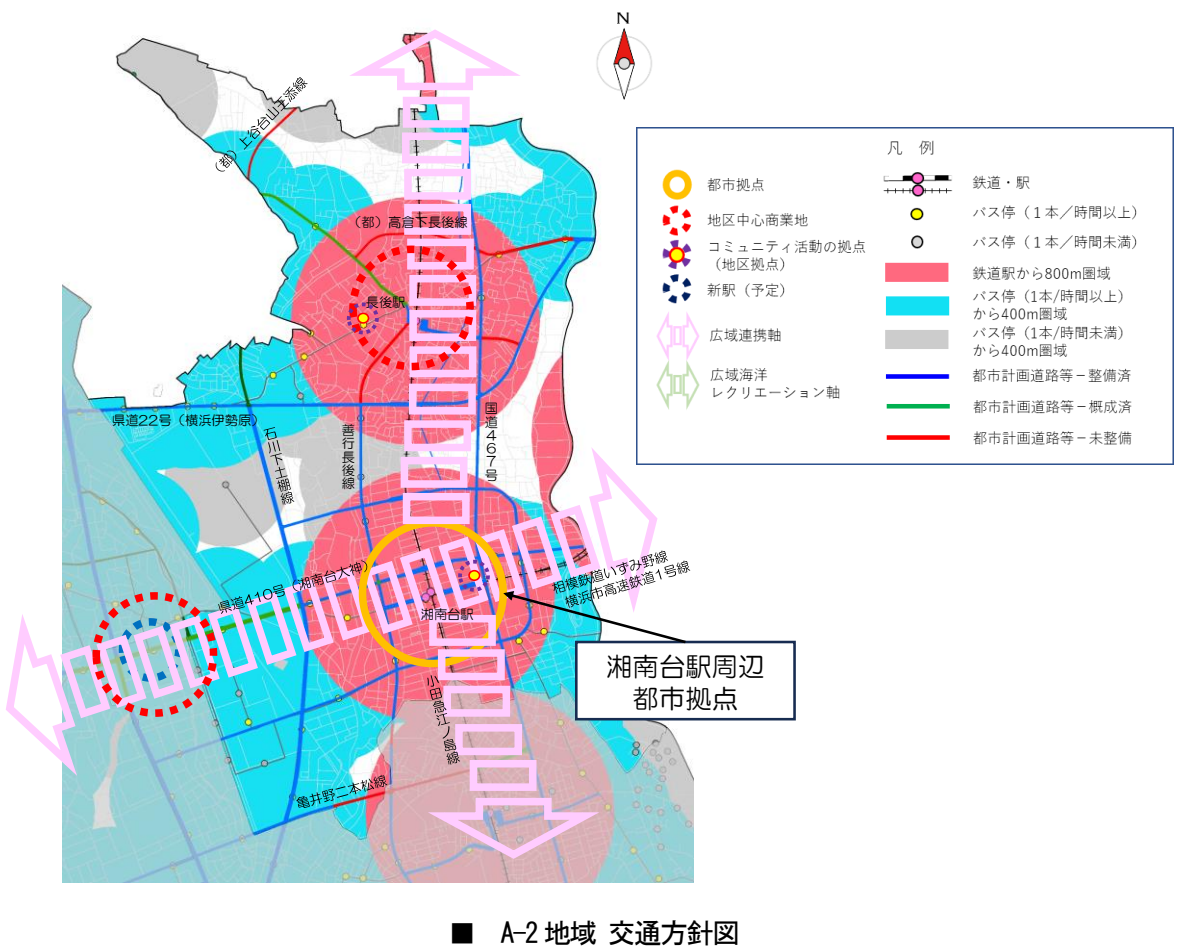 N
凡 例
都市拠点
地区中心商業地
コミュニティ活動の拠点
（地区拠点）
新駅（予定）
広域連携軸
広域海洋
レクリエーション軸
鉄道・駅
バス停（１本／時間以上）
バス停（１本／時間未満）
鉄道駅から800m圏域
バス停（1本/時間以上）
から400m圏域
バス停（1本/時間未満）
から400m圏域
都市計画道路等－整備済
都市計画道路等－概成済
都市計画道路等－未整備
（都）上谷台山王添線
（都）高倉下長後線
長後駅
県道22号（横浜伊勢原）
石川下土棚線
善行長後線
国道467号
県道410号（湘南台大神）
相模鉄道いずみ野線
横浜市高速鉄道1号線
湘南台駅
湘南台駅周辺
都市拠点
小田急江ノ島線
亀井野二本松線
■ A-2地域 交通方針図